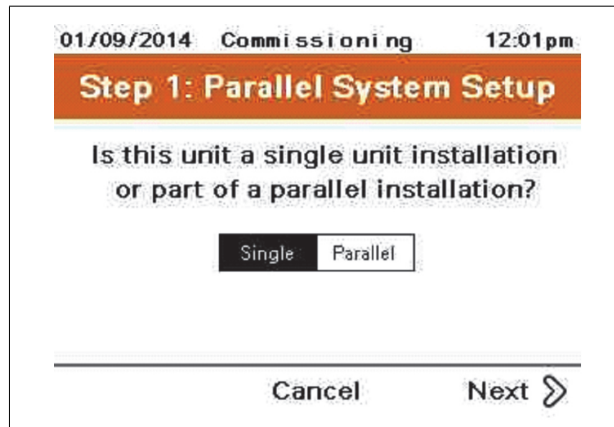 01/09/2014 Commissioning 12:01pm
Step 1: Parallel System Setup
Is this unit a single unit installation
or part of a parallel installation?
Single Parallel
Cancel Next